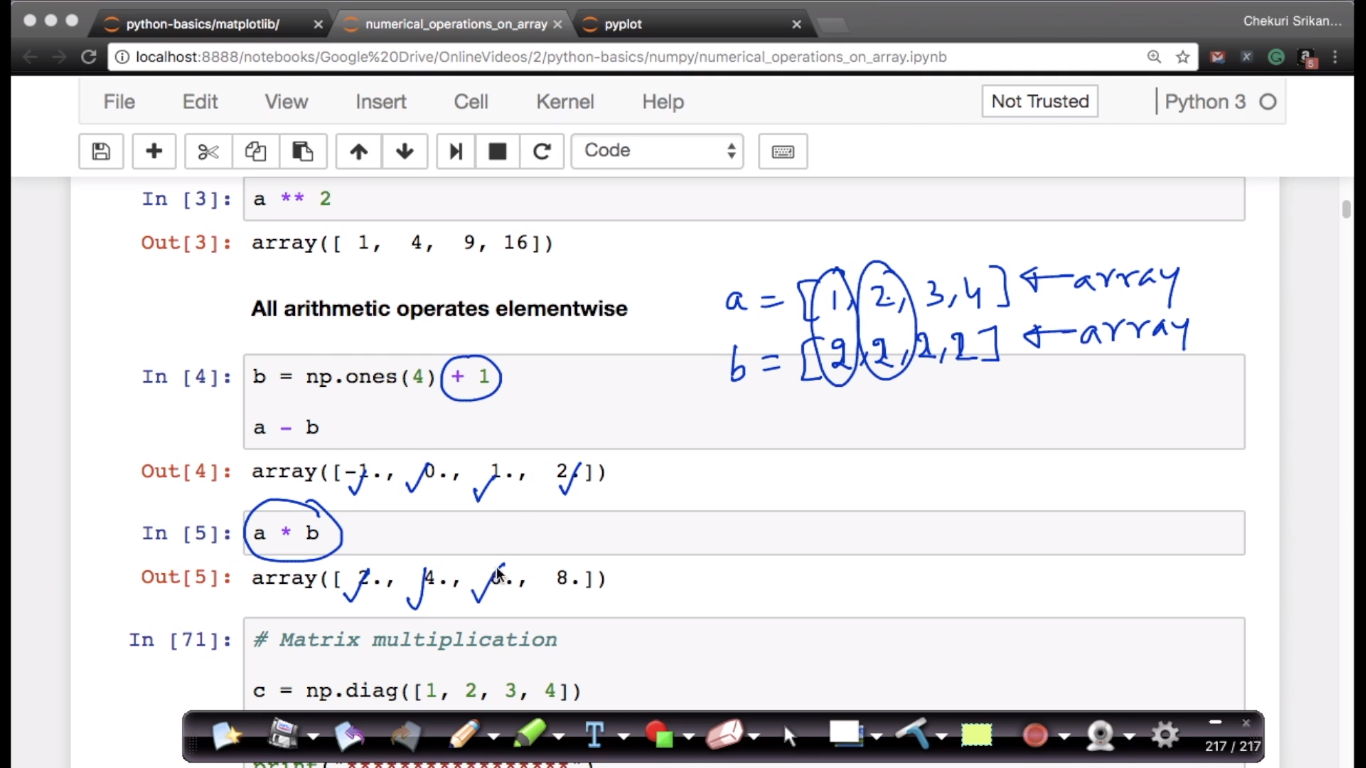 python-basics/matplotlib/
numerical_operations_on_array
pyplot
Chekuri Srikan...
localhost:8888/notebooks/Google%20Drive/OnlineVideos/2/python-basics/numpy/numerical_operations_on_array.ipynb
5
File Edit View Insert Cell Kernel Help
Not Trusted
Python 3
Code
In [3]: a ** 2
Out[3]: array([ 1, 4, 9, 16])
All arithmetic operates elementwise
a = [1, 2, 3, 4] ← array
b = [2, 2, 2, 2] ← array
In [4]: b = np.ones(4) + 1
a - b
Out[4]: array([-1., 0., 1., 2.])
In [5]: a * b
Out[5]: array([ 2., 4., 6., 8.])
In [71]: # Matrix multiplication
c = np.diag([1, 2, 3, 4])
T
217 / 217